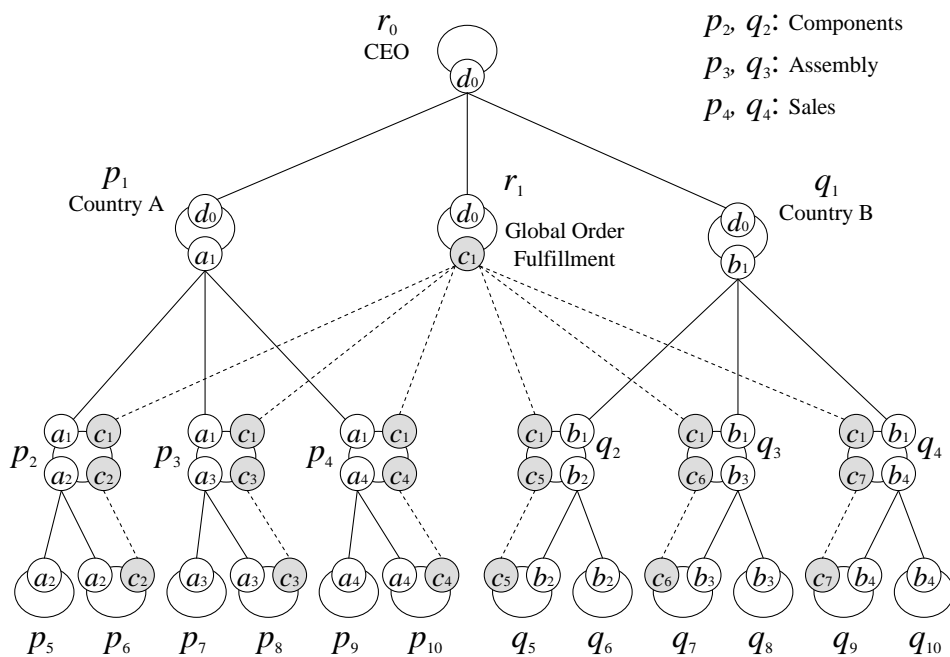 r₀
CEO
d₀
p₂, q₂: Components
p₃, q₃: Assembly
p₄, q₄: Sales
p₁
Country A
r₁
q₁
Country B
d₀ d₀ d₀
Global Order
Fulfillment
a₁ c₁ b₁
a₁ c₁ a₁ c₁ a₁ c₁ c₁ b₁ c₁ b₁ c₁ b₁
p₂ p₃ p₄ q₂ q₃ q₄
a₂ c₂ a₃ c₃ a₄ c₄ c₅ b₂ c₆ b₃ c₇ b₄
a₂ a₂ c₂ a₃ a₃ c₃ a₄ a₄ c₄ c₅ b₂ b₂ c₆ b₃ b₃ c₇ b₄ b₄
p₅ p₆ p₇ p₈ p₉ p₁₀ q₅ q₆ q₇ q₈ q₉ q₁₀